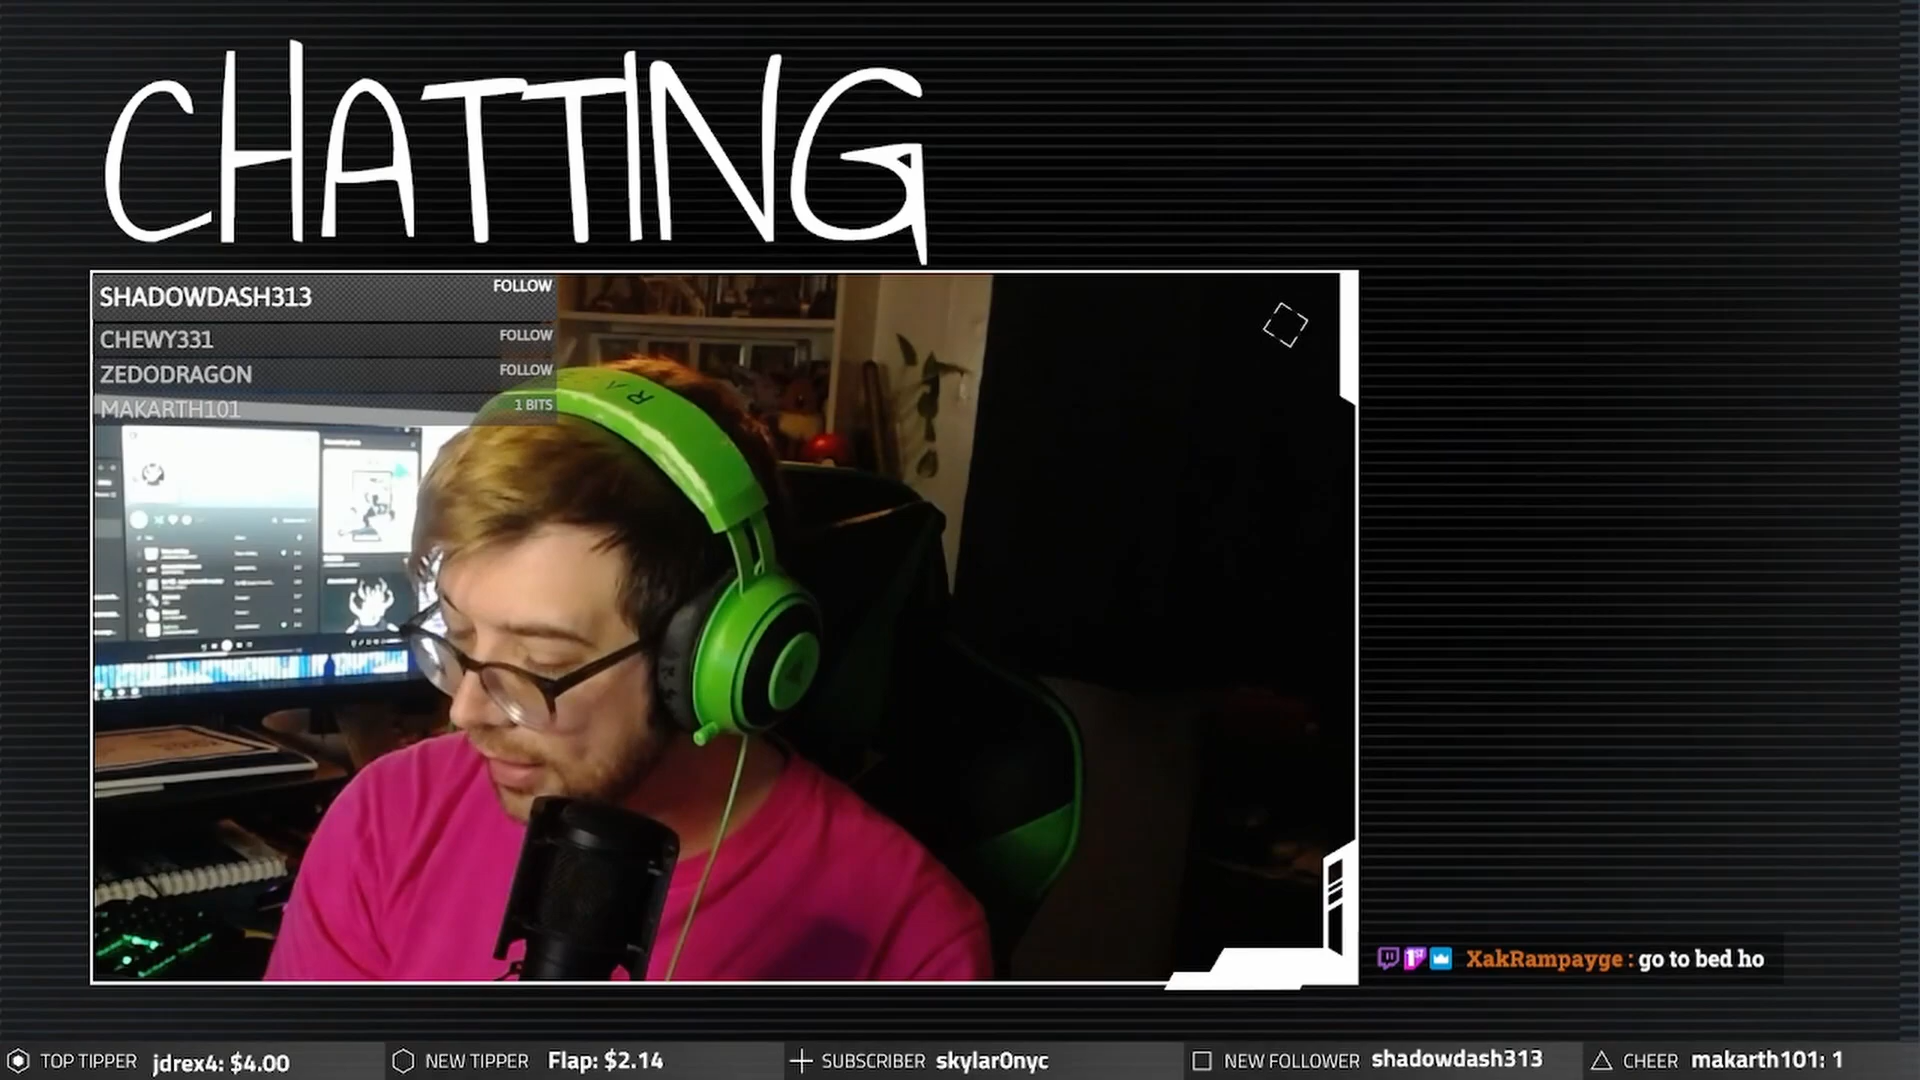 CHATTING
SHADOWDASH313 FOLLOW
CHEWY331 FOLLOW
ZEDODRAGON FOLLOW
MAKARTH101 1 BITS
XakRampayge : go to bed ho
TOP TIPPER jdrex4: $4.00 NEW TIPPER Flap: $2.14 SUBSCRIBER skylar0nyc NEW FOLLOWER shadowdash313 CHEER makarth101: 1